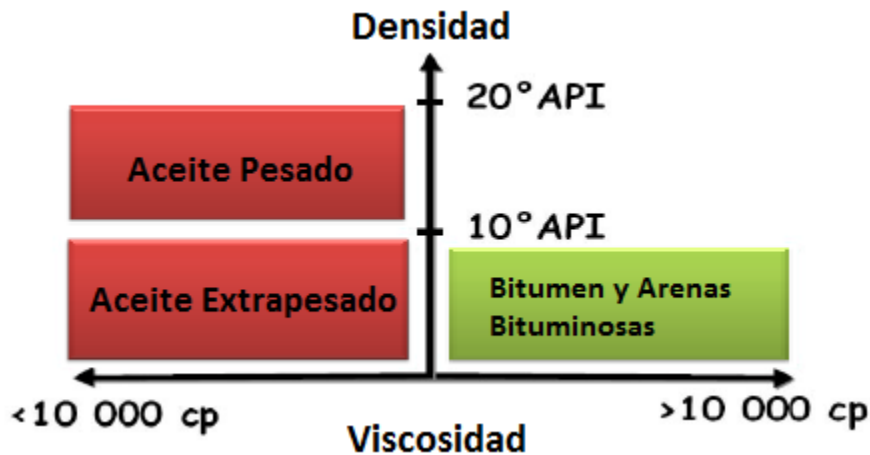 Densidad
20°API
Aceite Pesado
10°API
Aceite Extrapesado
Bitumen y Arenas
Bituminosas
<10 000 cp
>10 000 cp
Viscosidad